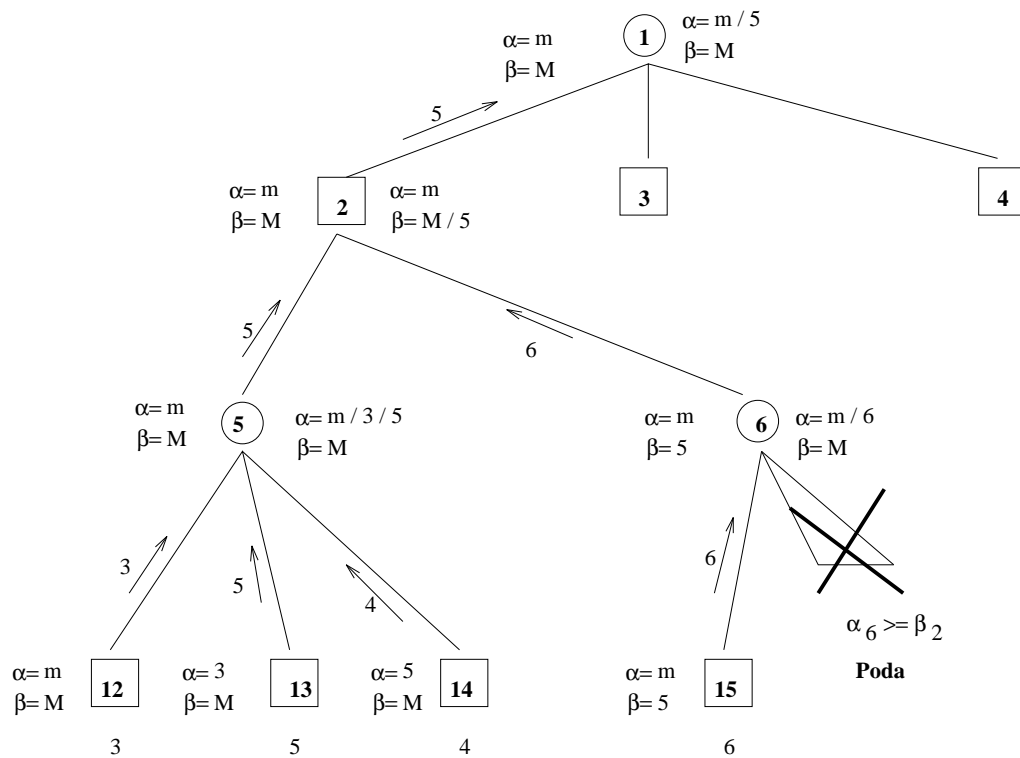 α= m
β= M
1
α= m / 5
β= M
5
α= m
β= M
2
α= m
β= M / 5
3
4
5
6
α= m
β= M
5
α= m / 3 / 5
β= M
α= m
β= 5
6
α= m / 6
β= M
3
5
4
6
α 6 >= β 2
Poda
α= m
β= M
12
α= 3
β= M
13
α= 5
β= M
14
α= m
β= 5
15
3
5
4
6